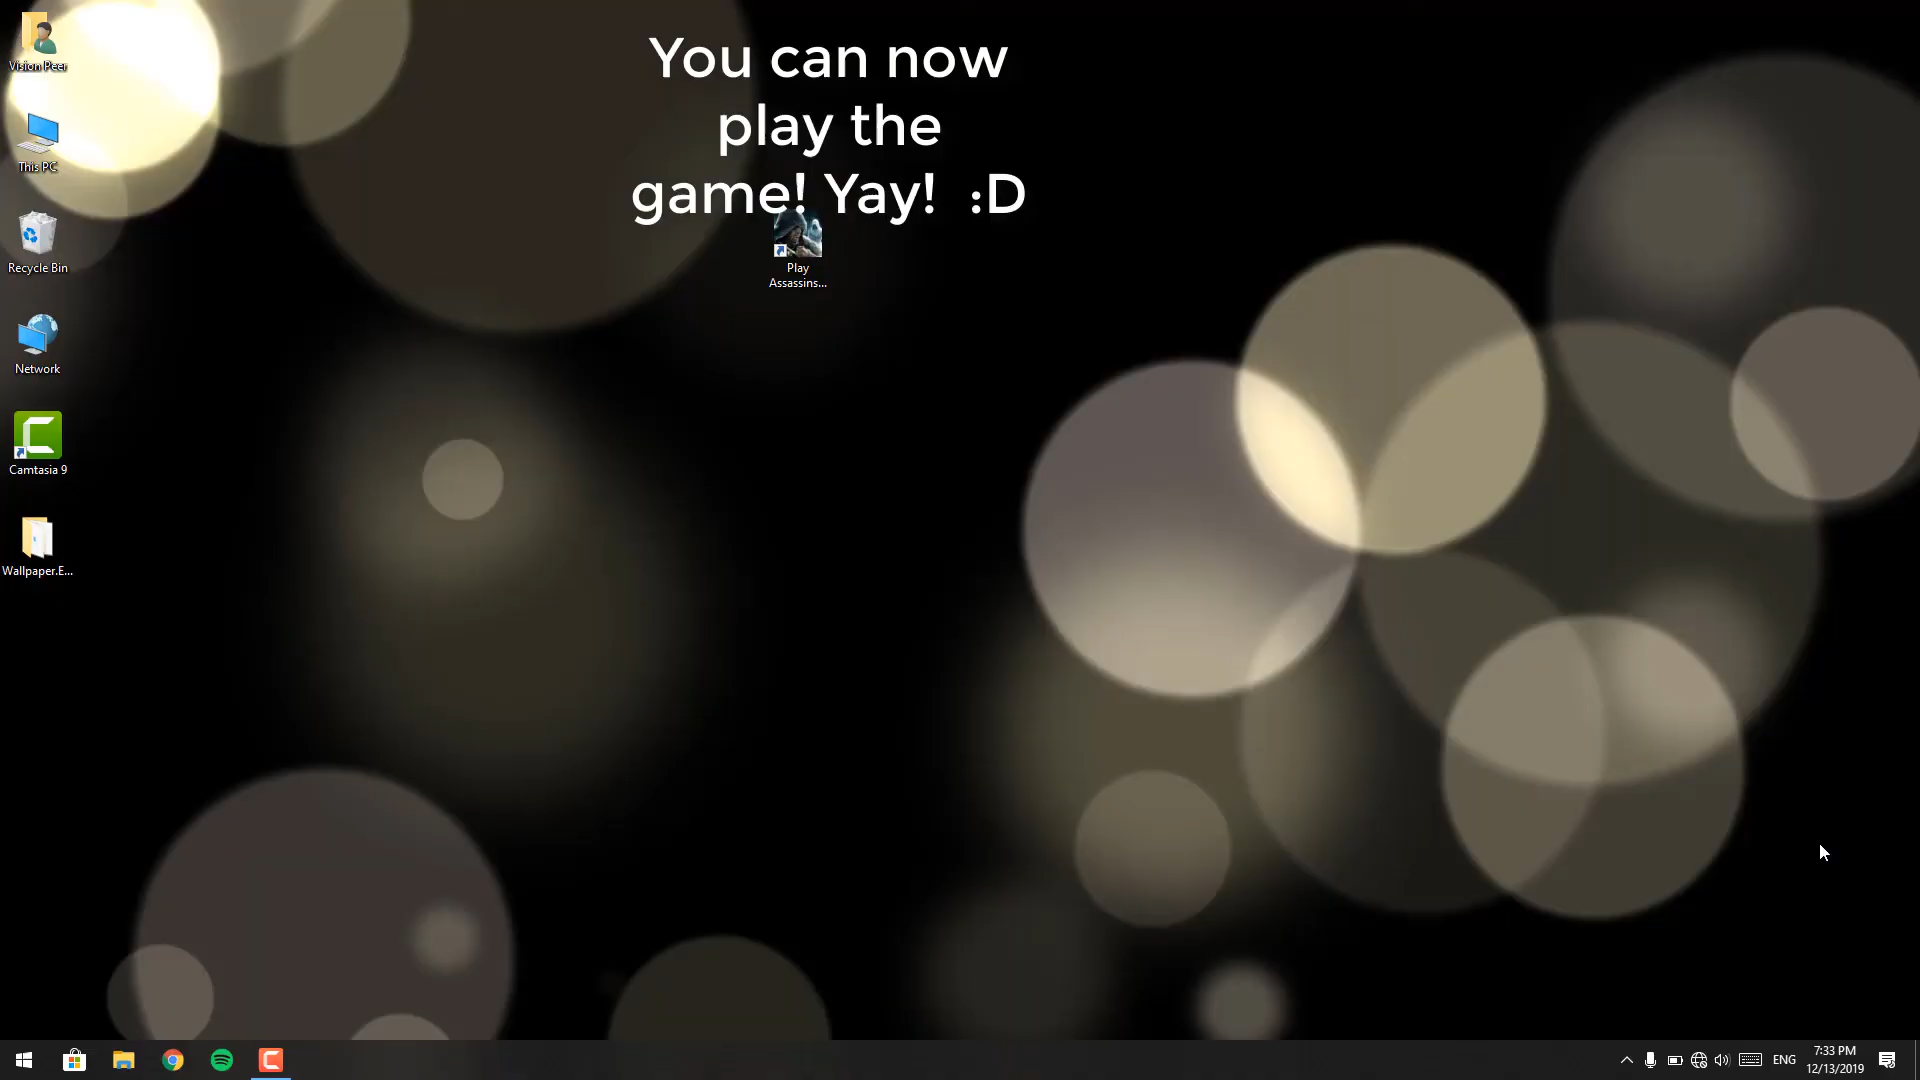 You can now
play the
game! Yay!  :D
Vision Peer
This PC
Recycle Bin
Network
Camtasia 9
Wallpaper.E...
Play
Assassins...
ENG
7:33 PM
12/13/2019